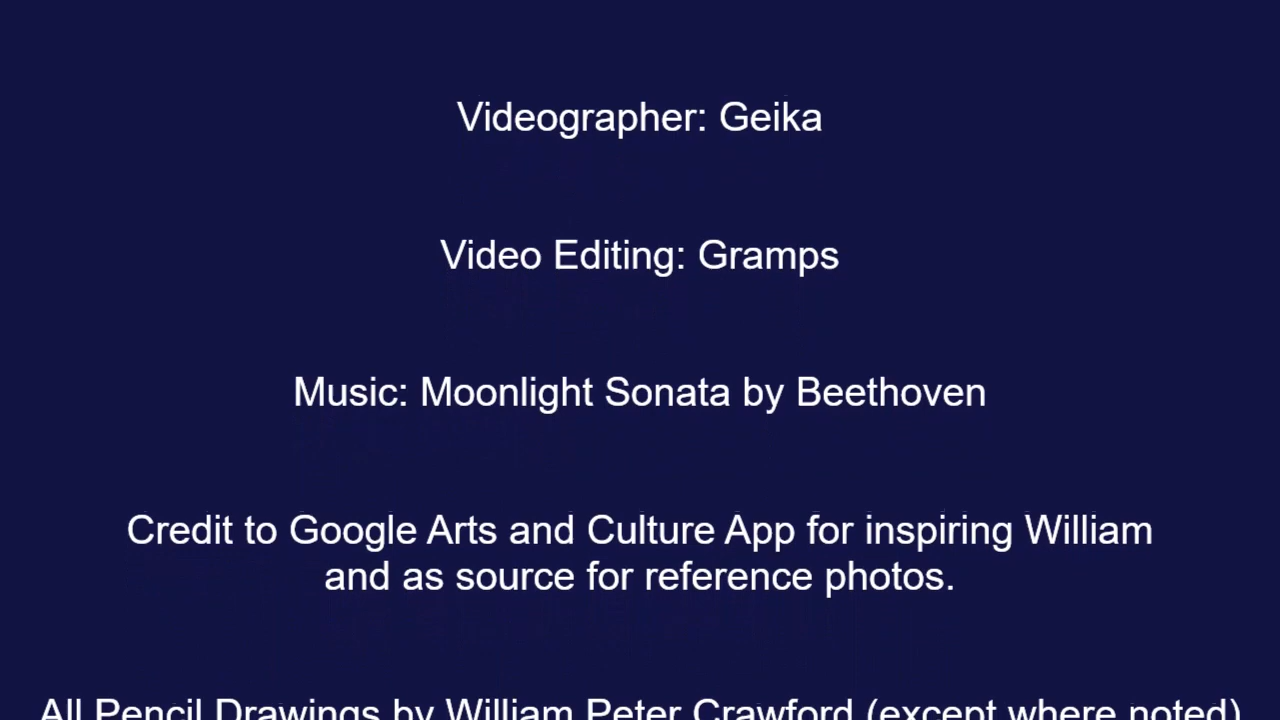 Videographer: Geika
Video Editing: Gramps
Music: Moonlight Sonata by Beethoven
Credit to Google Arts and Culture App for inspiring William
and as source for reference photos.
All Pencil Drawings by William Peter Crawford (except where noted)